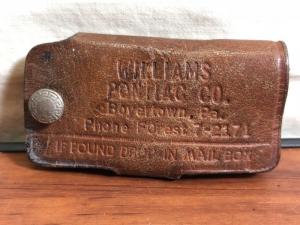 WILLIAMS
PONTIAC CO.
Boyertown, Pa.
Phone Forest 7-2171
IF FOUND DROP IN MAIL BOX